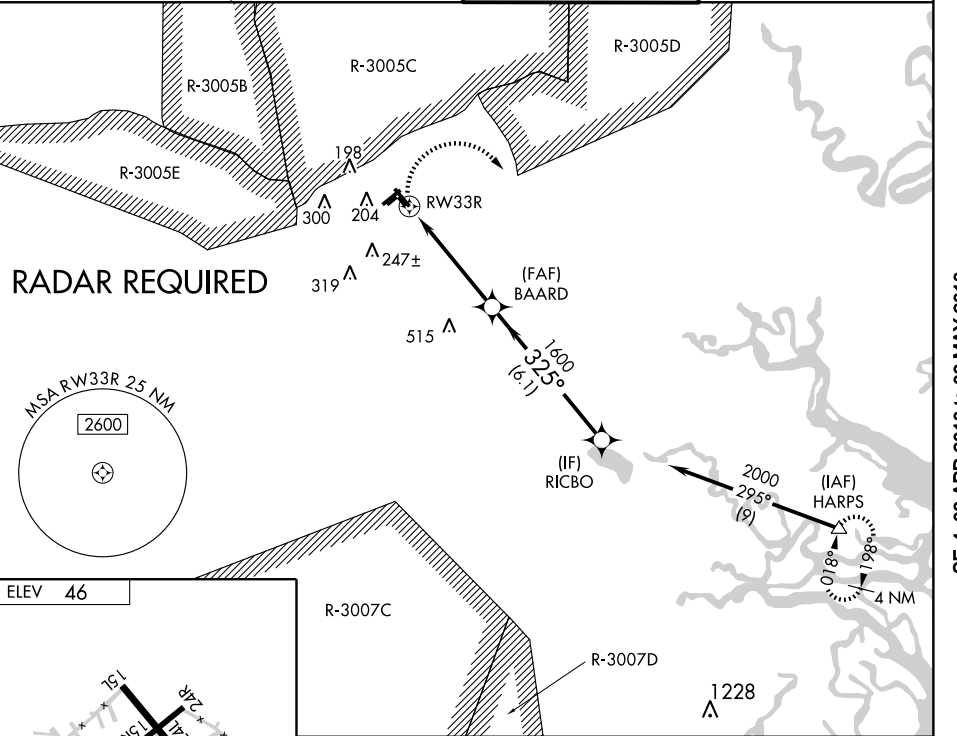 R-3005D
R-3005C
R-3005B
R-3005E
198
300
204
RW33R
247±
319
RADAR REQUIRED
(FAF)
BAARD
515
1600
325°
(6.1)
MSA RW33R 25 NM
2600
(IF)
RICBO
2000
295°
(9)
(IAF)
HARPS
018°
198°
4 NM
ELEV 46
R-3007C
R-3007D
1228
15L
24R